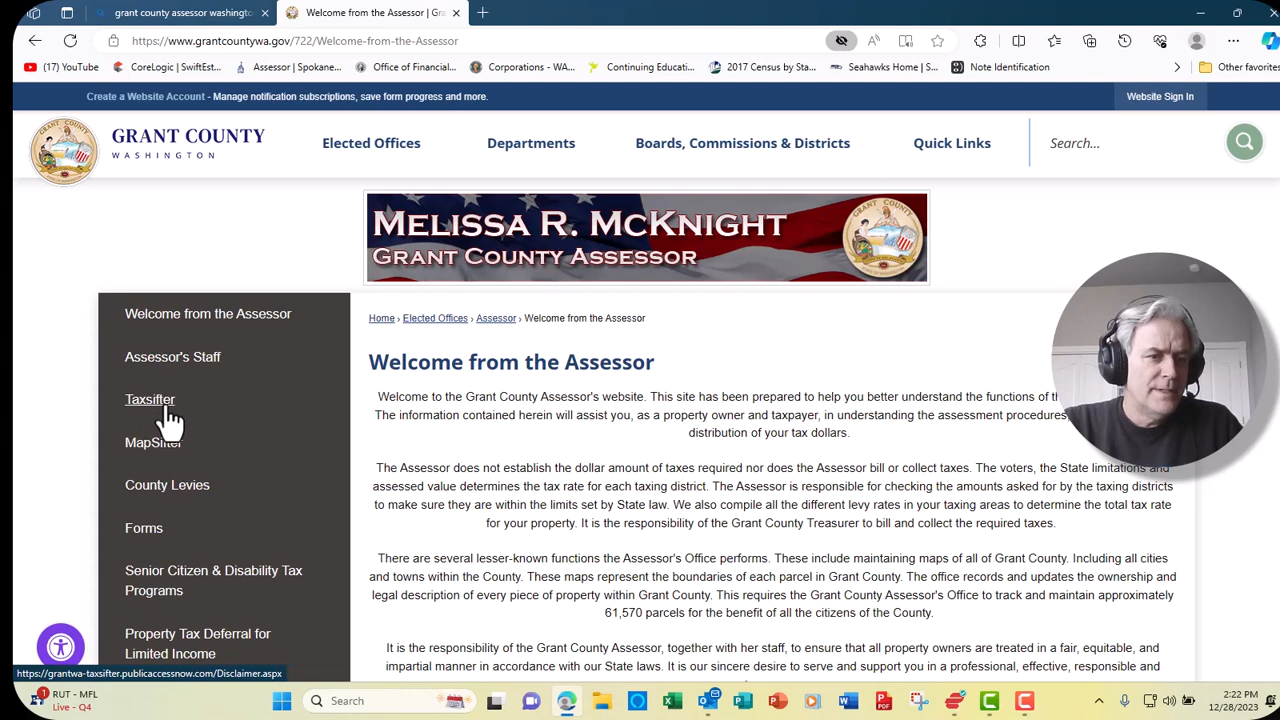 grant county assessor washingto
Welcome from the Assessor | Gra
https://www.grantcountywa.gov/722/Welcome-from-the-Assessor
(17) YouTube
CoreLogic | SwiftEst...
Assessor | Spokane...
Office of Financial...
Corporations - WA...
Continuing Educati...
2017 Census by Sta...
Seahawks Home | S...
Note Identification
Other favorites
Create a Website Account - Manage notification subscriptions, save form progress and more.
Website Sign In
GRANT COUNTY
WASHINGTON
Elected Offices
Departments
Boards, Commissions & Districts
Quick Links
Search...
MELISSA R. MCKNIGHT
GRANT COUNTY ASSESSOR
Welcome from the Assessor
Assessor's Staff
Taxsifter
MapSifter
County Levies
Forms
Senior Citizen & Disability Tax
Programs
Property Tax Deferral for
Limited Income
Home › Elected Offices › Assessor › Welcome from the Assessor
Welcome from the Assessor
Welcome to the Grant County Assessor's website. This site has been prepared to help you better understand the functions of
The information contained herein will assist you, as a property owner and taxpayer, in understanding the assessment procedures,
distribution of your tax dollars.
The Assessor does not establish the dollar amount of taxes required nor does the Assessor bill or collect taxes. The voters, the State limitations and
assessed value determines the tax rate for each taxing district. The Assessor is responsible for checking the amounts asked for by the taxing districts
to make sure they are within the limits set by State law. We also compile all the different levy rates in your taxing areas to determine the total tax rate
for your property. It is the responsibility of the Grant County Treasurer to bill and collect the required taxes.
There are several lesser-known functions the Assessor's Office performs. These include maintaining maps of all of Grant County. Including all cities
and towns within the County. These maps represent the boundaries of each parcel in Grant County. The office records and updates the ownership and
legal description of every piece of property within Grant County. This requires the Grant County Assessor's Office to track and maintain approximately
61,570 parcels for the benefit of all the citizens of the County.
It is the responsibility of the Grant County Assessor, together with her staff, to ensure that all property owners are treated in a fair, equitable, and
impartial manner in accordance with our State laws. It is our sincere desire to serve and support you in a professional, effective, responsible and
https://grantwa-taxsifter.publicaccessnow.com/Disclaimer.aspx
1
RUT - MFL
Live - Q4
Search
2:22 PM
12/28/2023